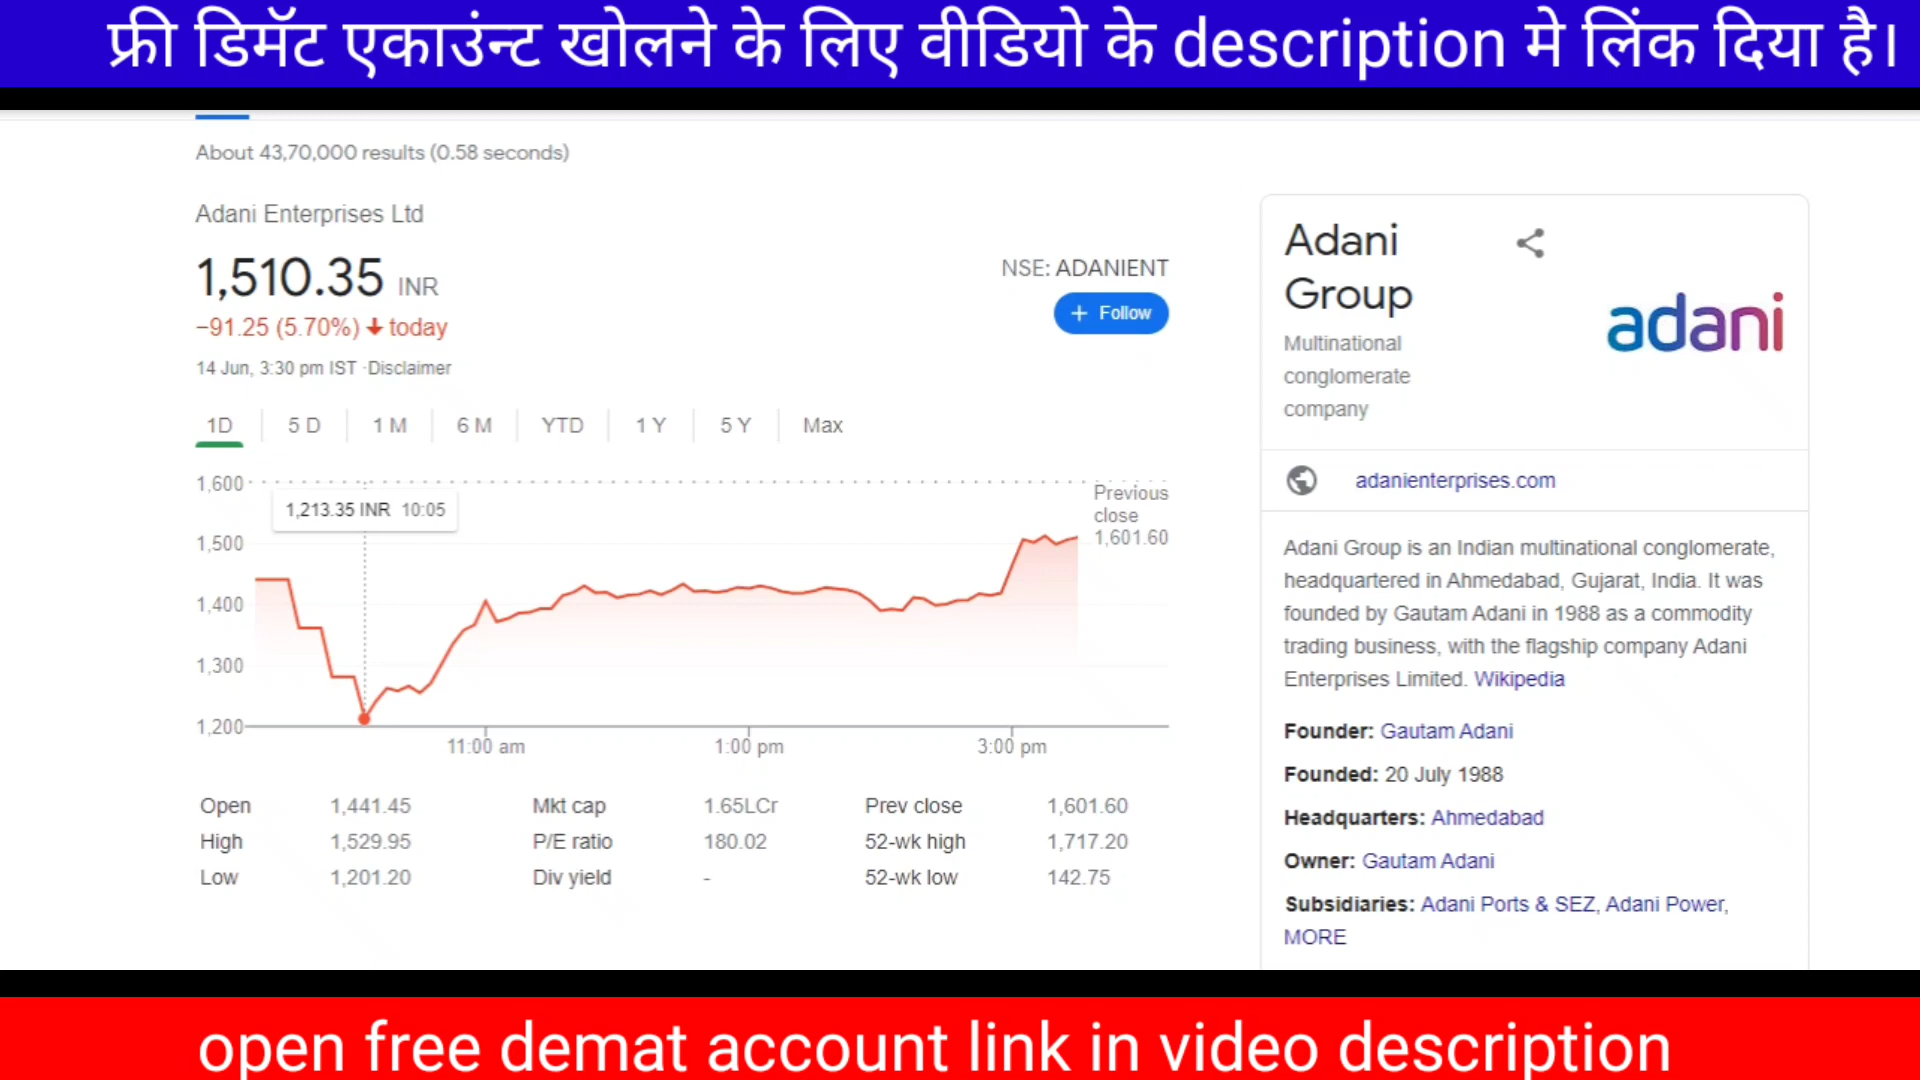 फ्री डिमॅट एकाउंन्ट खोलने के लिए वीडियो के description मे लिंक दिया है।
About 43,70,000 results (0.58 seconds)
Adani Enterprises Ltd
1,510.35 INR
−91.25 (5.70%) ↓ today
14 Jun, 3:30 pm IST ·Disclaimer
NSE: ADANIENT
+ Follow
1D 5D 1M 6M YTD 1Y 5Y Max
1,600
1,213.35 INR 10:05
Previous
close
1,601.60
1,500
1,400
1,300
1,200
11:00 am 1:00 pm 3:00 pm
Open 1,441.45 Mkt cap 1.65LCr Prev close 1,601.60
High 1,529.95 P/E ratio 180.02 52-wk high 1,717.20
Low 1,201.20 Div yield - 52-wk low 142.75
Adani
Group
Multinational
conglomerate
company
adani
adanienterprises.com
Adani Group is an Indian multinational conglomerate,
headquartered in Ahmedabad, Gujarat, India. It was
founded by Gautam Adani in 1988 as a commodity
trading business, with the flagship company Adani
Enterprises Limited. Wikipedia
Founder: Gautam Adani
Founded: 20 July 1988
Headquarters: Ahmedabad
Owner: Gautam Adani
Subsidiaries: Adani Ports & SEZ, Adani Power,
MORE
open free demat account link in video description